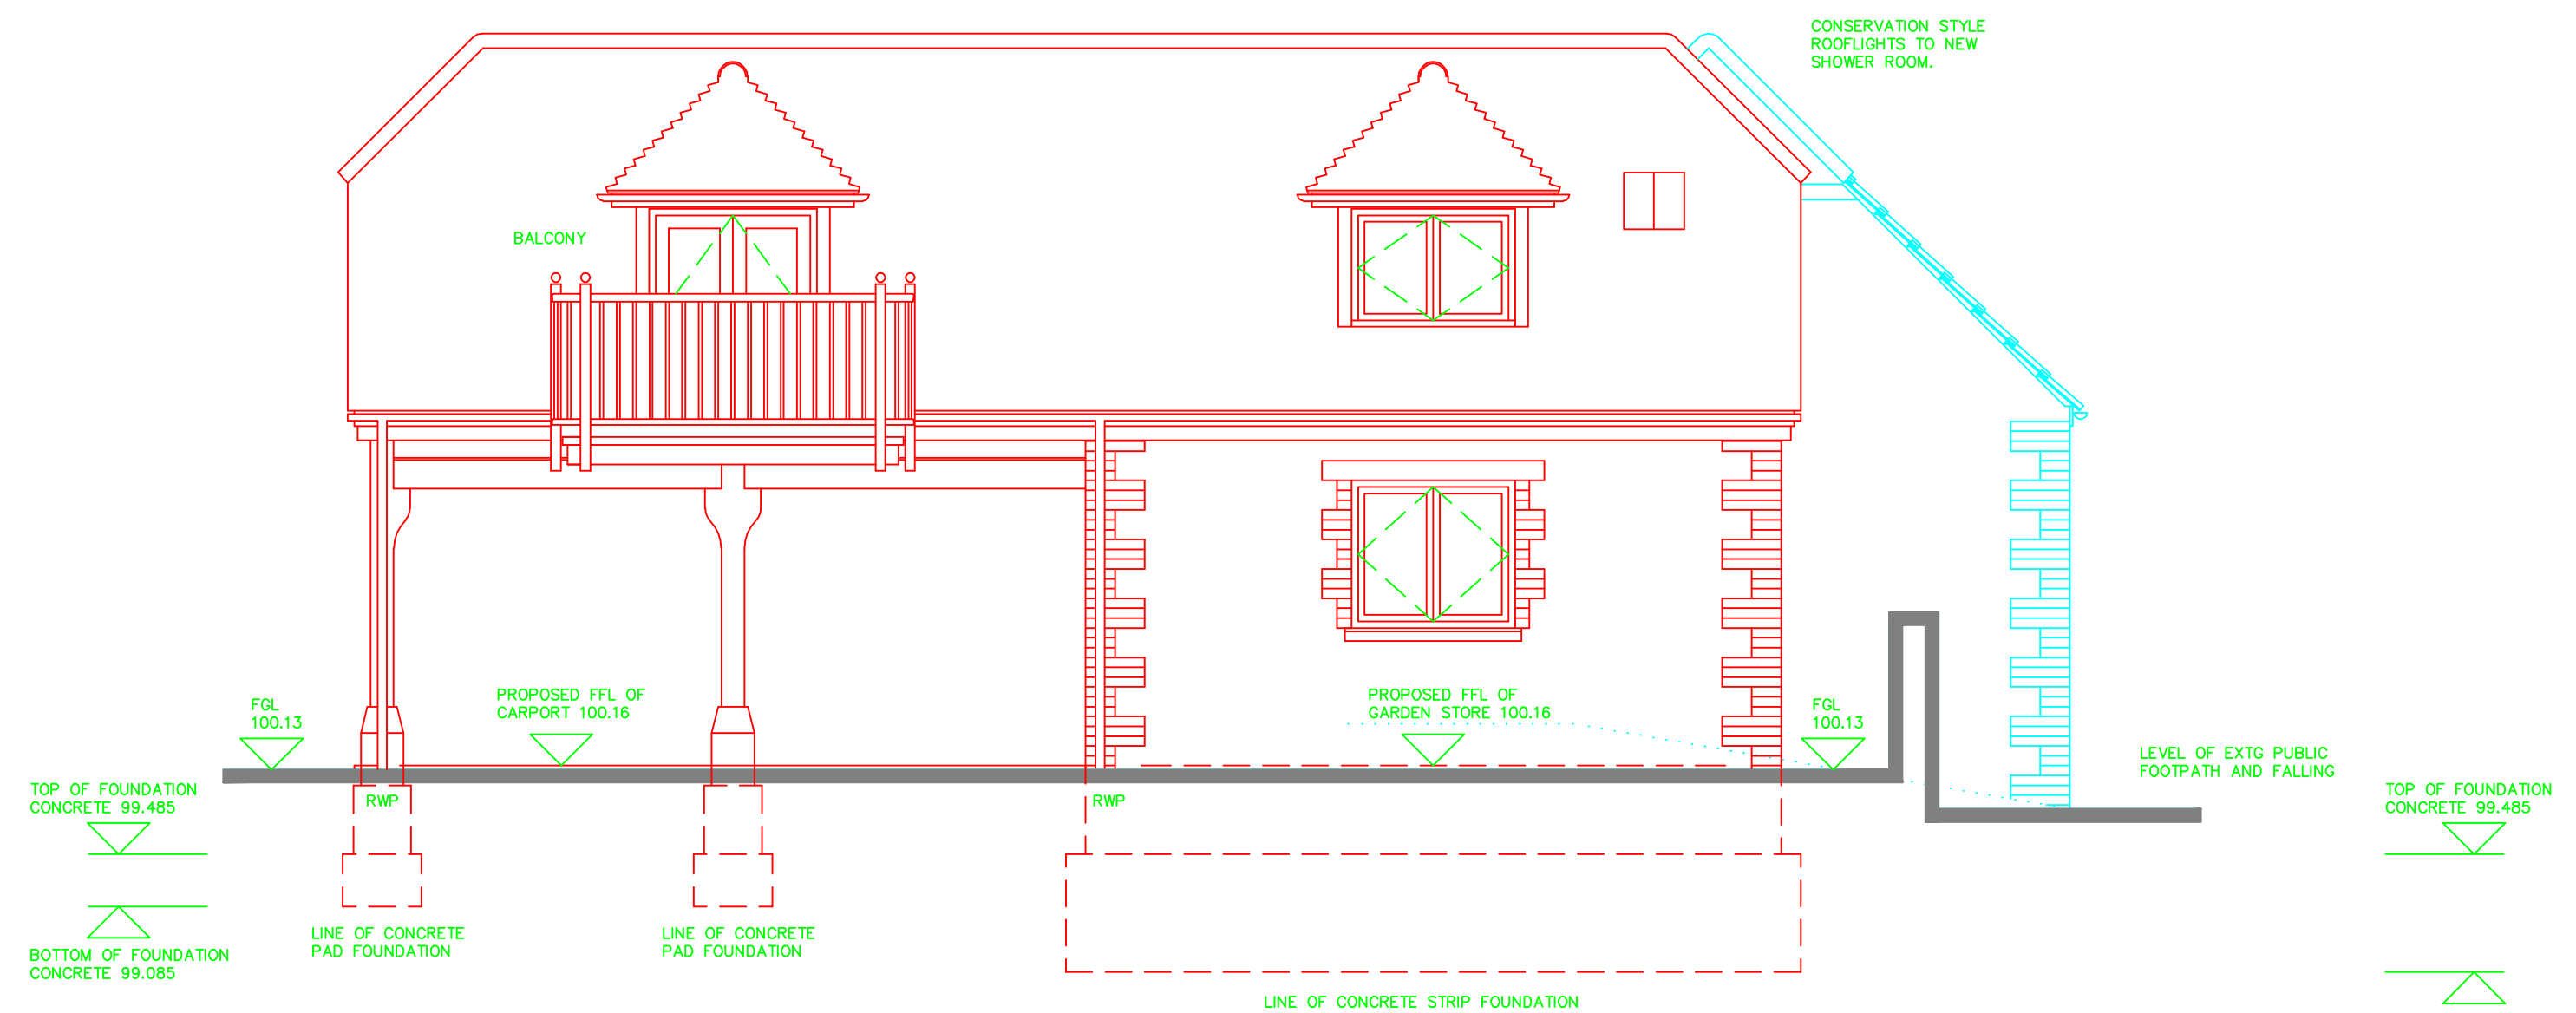 CONSERVATION STYLE
ROOFLIGHTS TO NEW
SHOWER ROOM.
BALCONY
FGL
100.13
PROPOSED FFL OF
CARPORT 100.16
PROPOSED FFL OF
GARDEN STORE 100.16
FGL
100.13
LEVEL OF EXTG PUBLIC
FOOTPATH AND FALLING
TOP OF FOUNDATION
CONCRETE 99.485
RWP
RWP
TOP OF FOUNDATION
CONCRETE 99.485
BOTTOM OF FOUNDATION
CONCRETE 99.085
LINE OF CONCRETE
PAD FOUNDATION
LINE OF CONCRETE
PAD FOUNDATION
LINE OF CONCRETE STRIP FOUNDATION